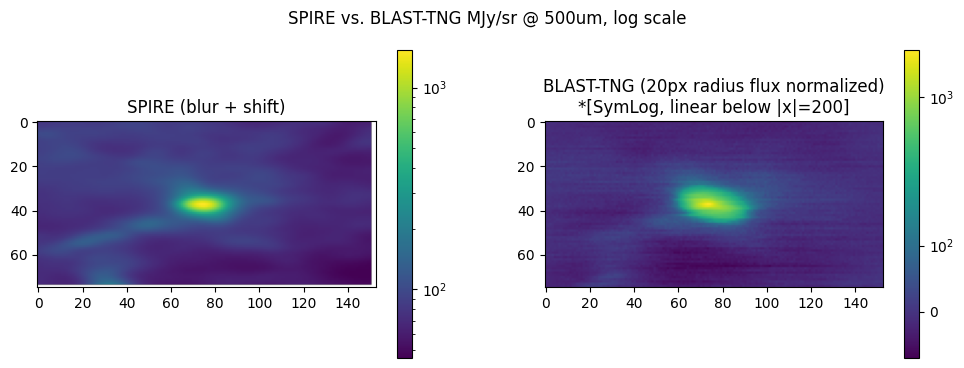 SPIRE vs. BLAST-TNG MJy/sr @ 500um, log scale
SPIRE (blur + shift)
0
20
40
60
0 20 40 60 80 100 120 140
10³
10²
BLAST-TNG (20px radius flux normalized)
*[SymLog, linear below |x|=200]
0
20
40
60
0 20 40 60 80 100 120 140
10³
10²
0